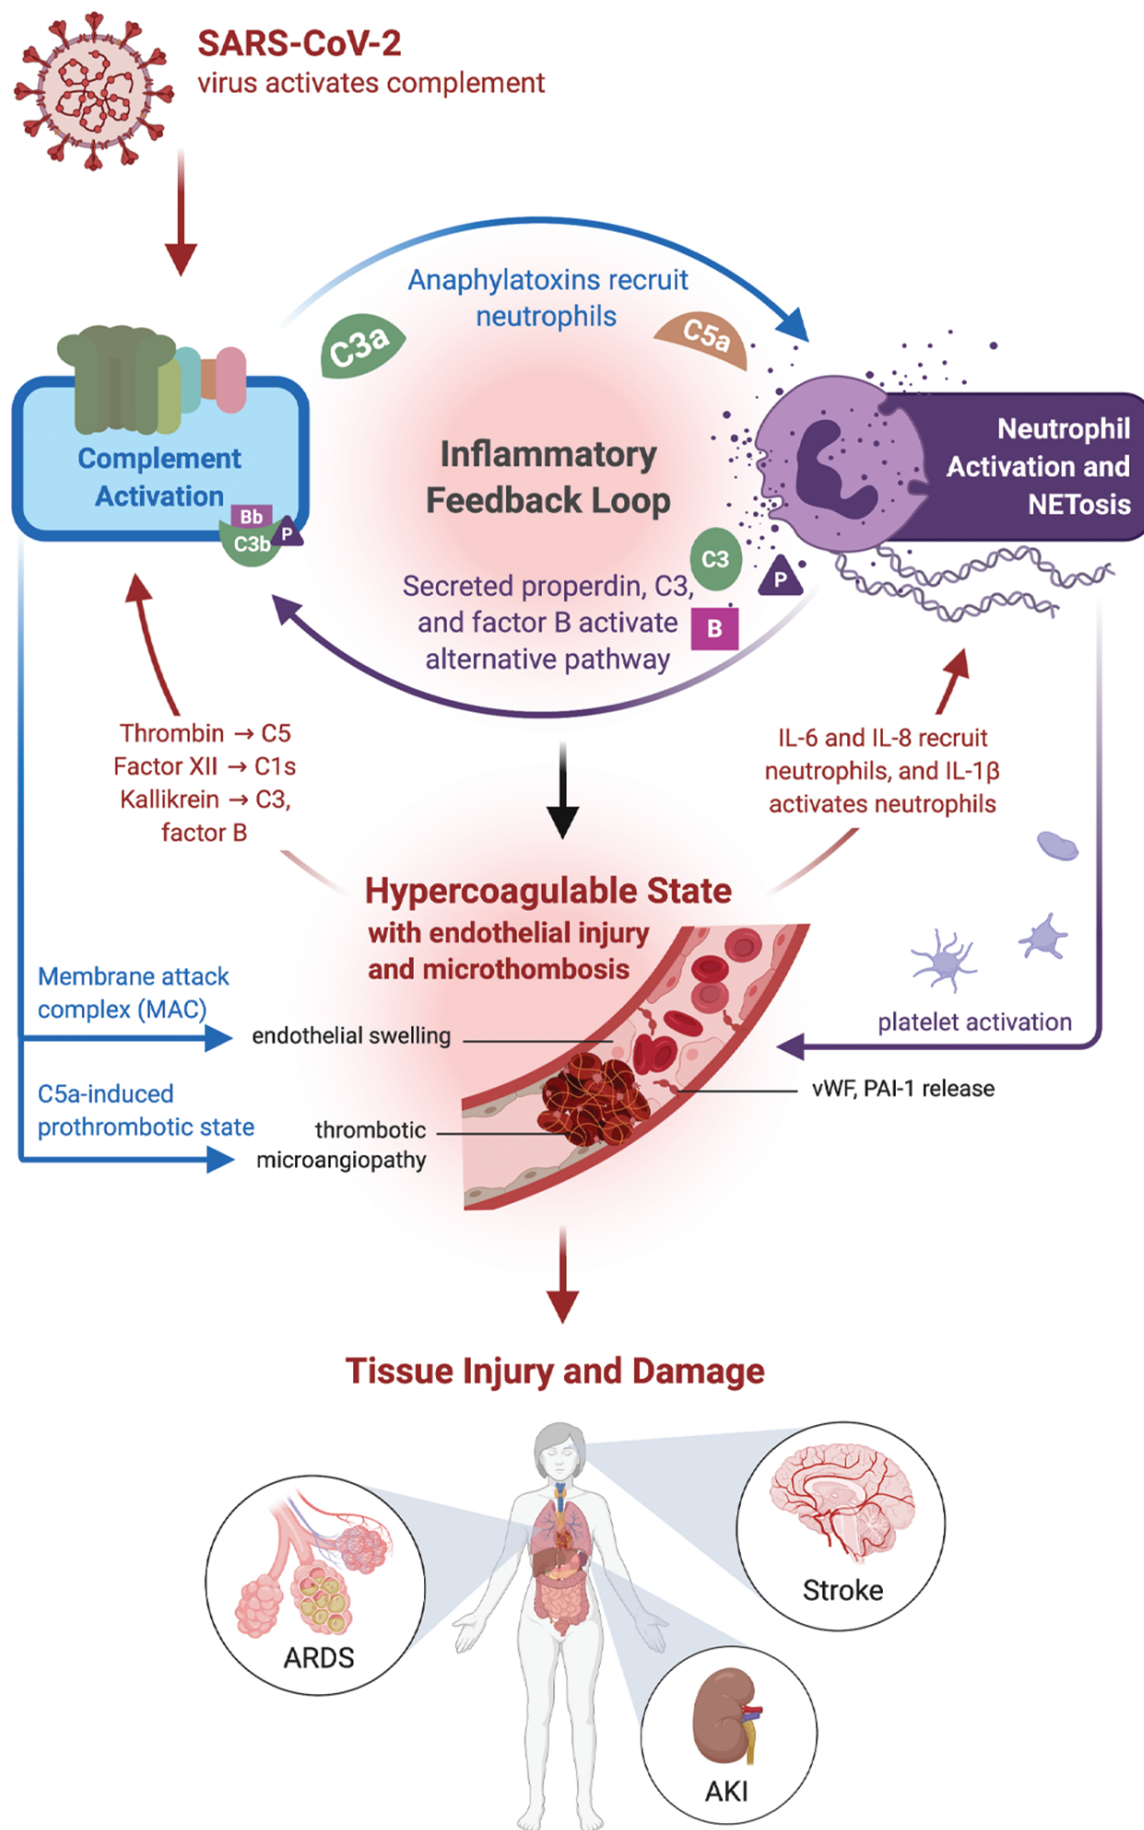 SARS-CoV-2
virus activates complement
Anaphylatoxins recruit
neutrophils
C3a
C5a
Complement
Activation
Bb
C3b
P
Inflammatory
Feedback Loop
Neutrophil
Activation and
NETosis
C3
P
B
Secreted properdin, C3,
and factor B activate
alternative pathway
Thrombin → C5
Factor XII → C1s
Kallikrein → C3,
factor B
IL-6 and IL-8 recruit
neutrophils, and IL-1β
activates neutrophils
Hypercoagulable State
with endothelial injury
and microthombosis
Membrane attack
complex (MAC)
endothelial swelling
C5a-induced
prothrombotic state
thrombotic
microangiopathy
platelet activation
vWF, PAI-1 release
Tissue Injury and Damage
ARDS
Stroke
AKI